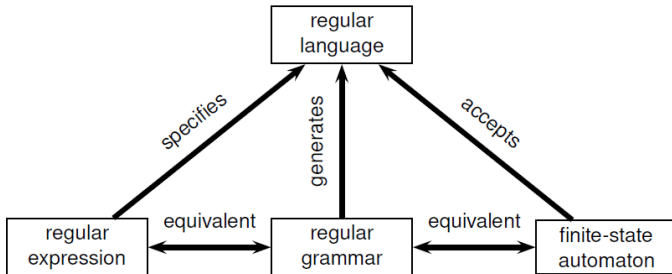 regular
language
specifies
generates
accepts
regular
expression
equivalent
regular
grammar
equivalent
finite-state
automaton